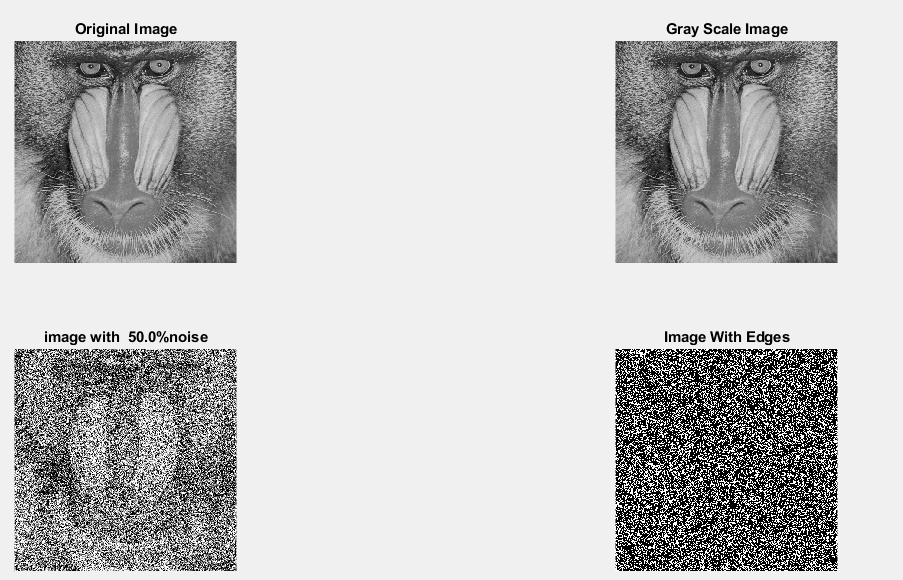 Original Image
Gray Scale Image
image with  50.0%noise
Image With Edges